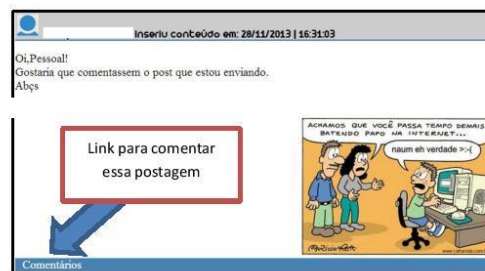 Inseriu conteúdo em: 28/11/2013 | 16:31:03
Oi,Pessoal!
Gostaria que comentassem o post que estou enviando.
Abçs
ACHAMOS QUE VOCÊ PASSA TEMPO DEMAIS
BATENDO PAPO NA INTERNET...
naum eh verdade >:-(
Link para comentar
essa postagem
Comentários